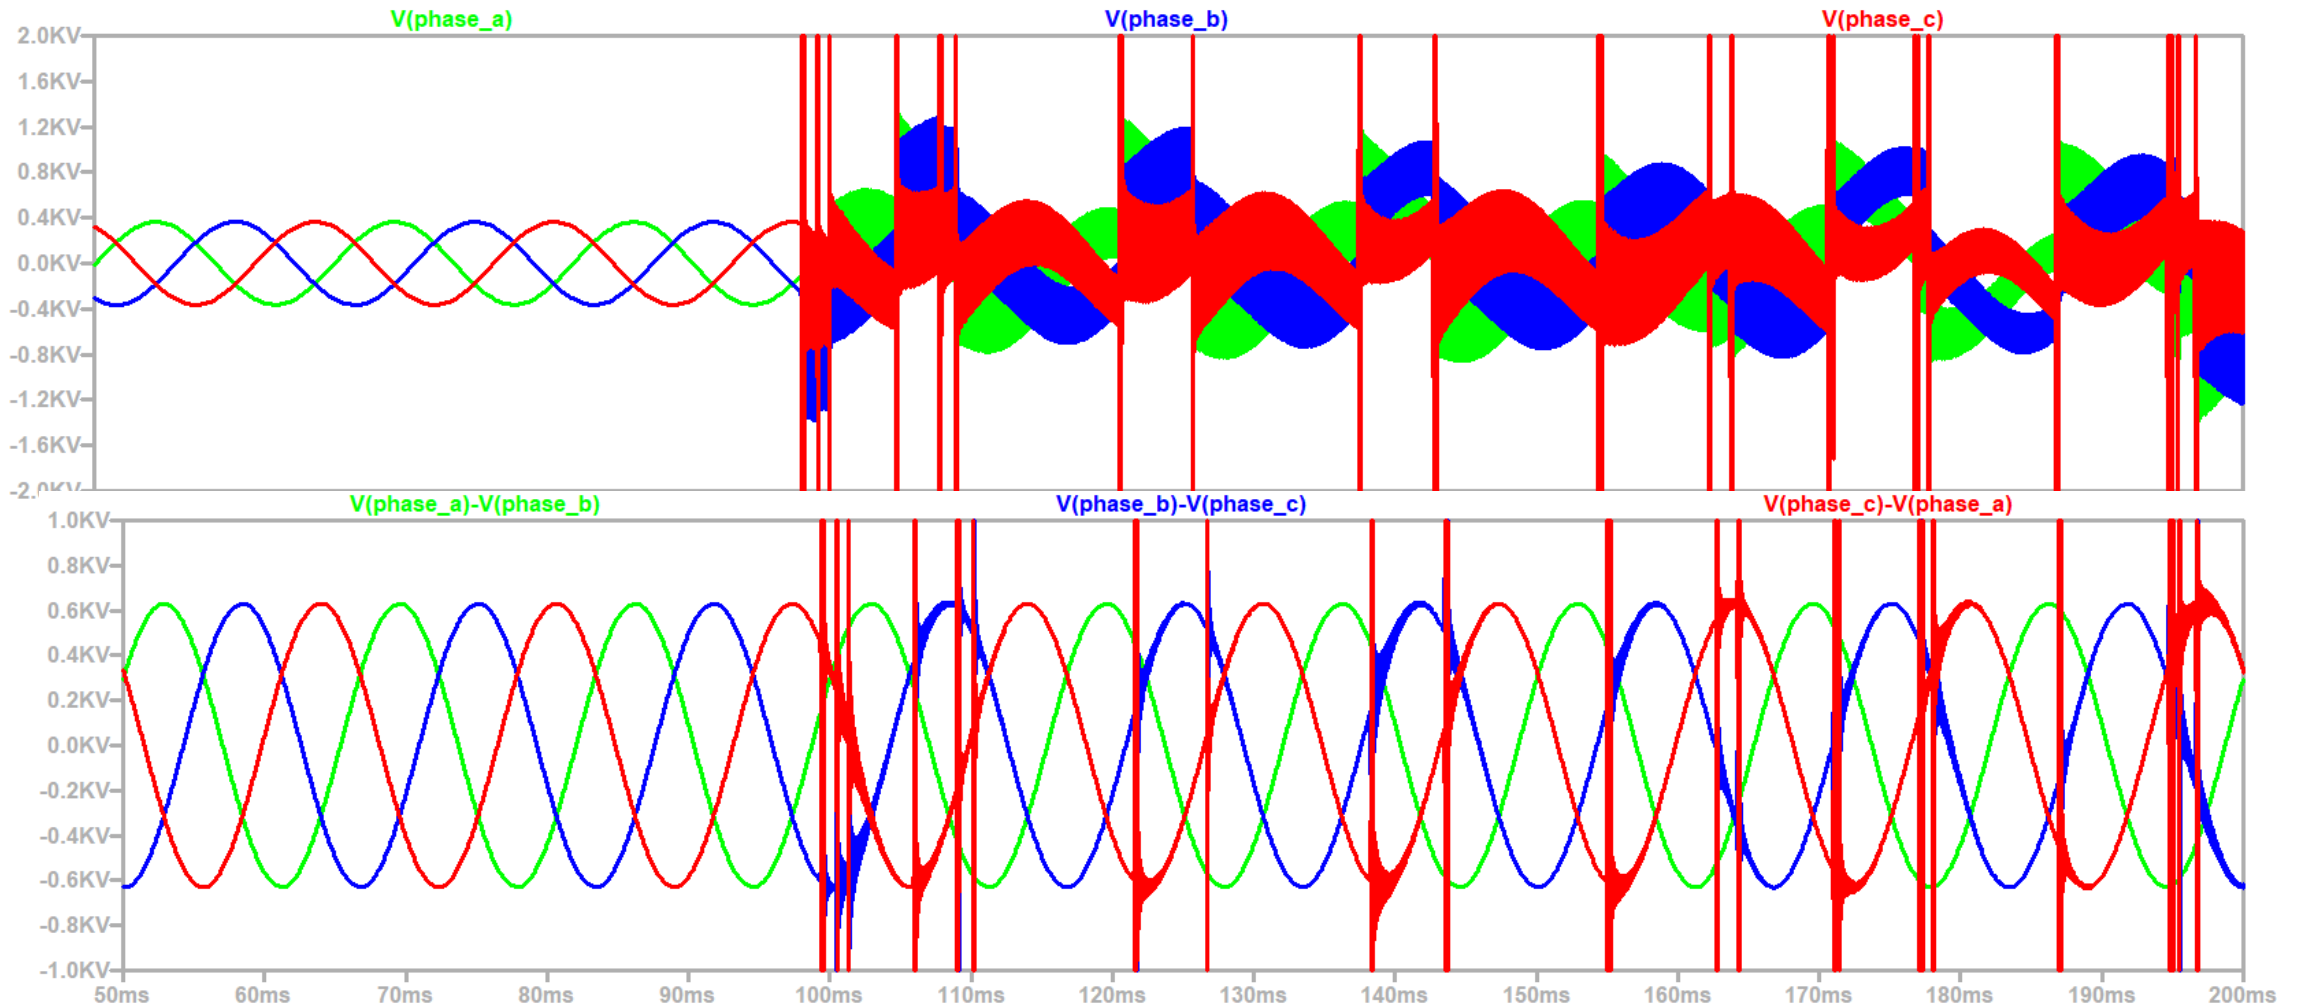 V(phase_a) V(phase_b) V(phase_c)
2.0KV
1.6KV
1.2KV
0.8KV
0.4KV
0.0KV
-0.4KV
-0.8KV
-1.2KV
-1.6KV
-2.0KV
V(phase_a)-V(phase_b) V(phase_b)-V(phase_c) V(phase_c)-V(phase_a)
1.0KV
0.8KV
0.6KV
0.4KV
0.2KV
0.0KV
-0.2KV
-0.4KV
-0.6KV
-0.8KV
-1.0KV
50ms 60ms 70ms 80ms 90ms 100ms 110ms 120ms 130ms 140ms 150ms 160ms 170ms 180ms 190ms 200ms